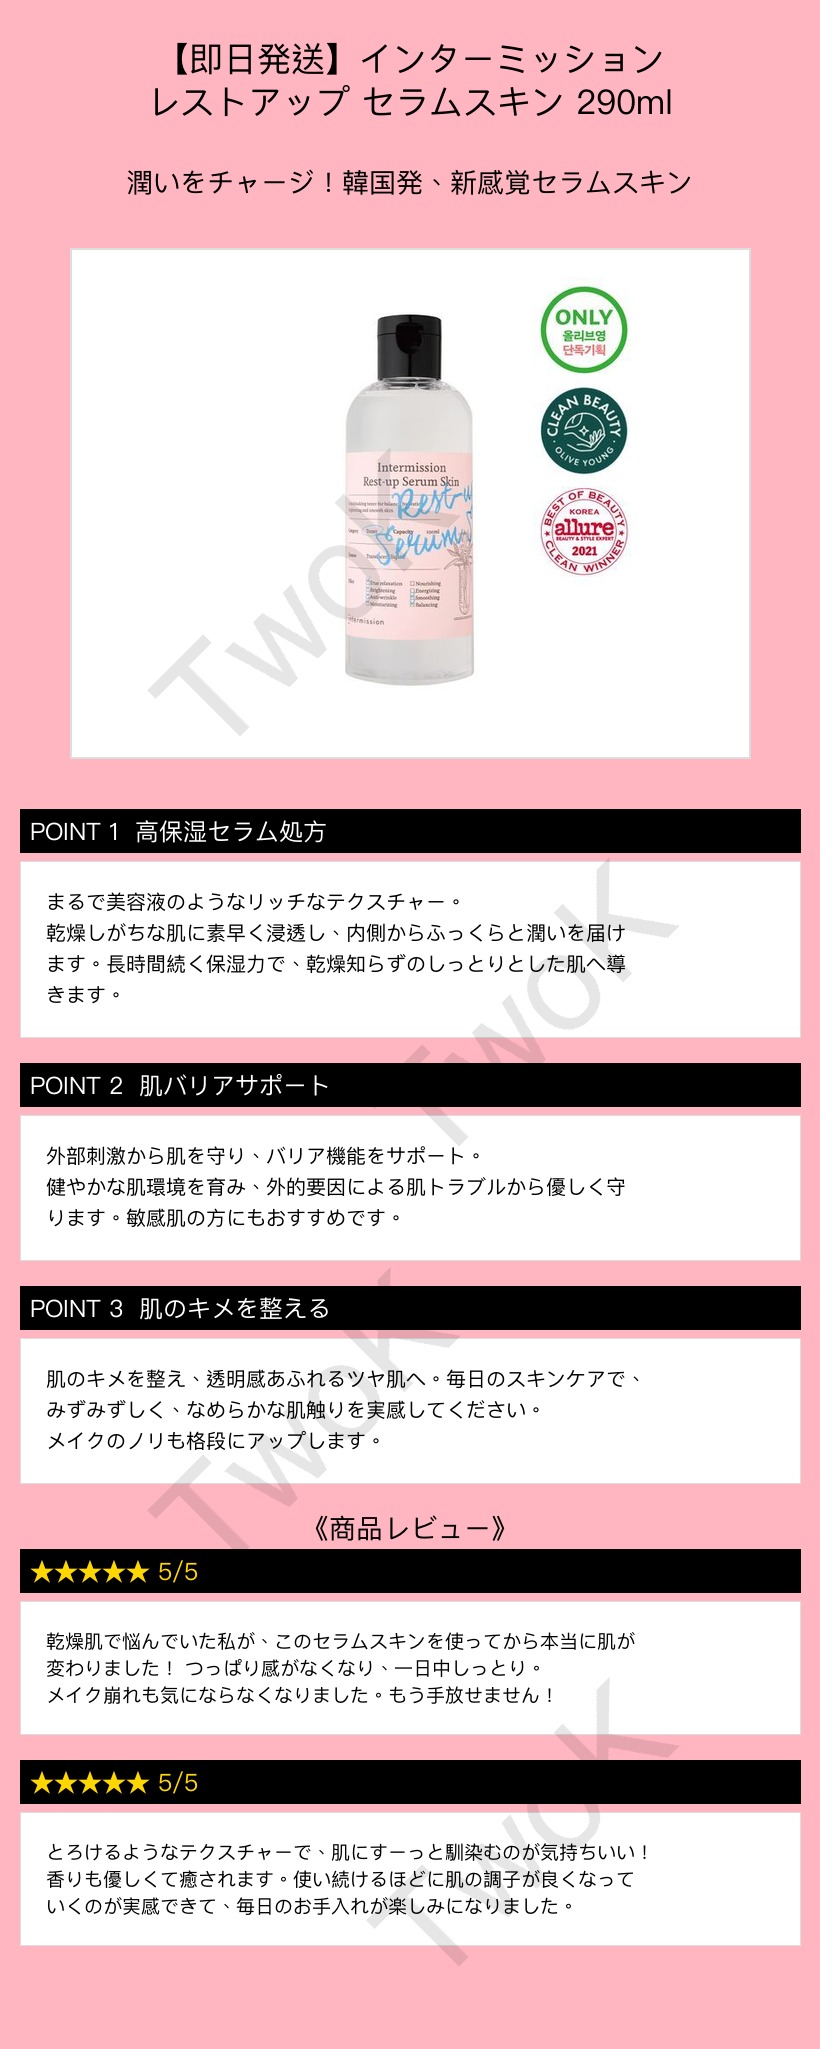 【即日発送】インターミッション
レストアップ セラムスキン 290ml
潤いをチャージ！韓国発、新感覚セラムスキン
ONLY
올리브영
단독기획
CLEAN BEAUTY
OLIVE YOUNG
BEST OF BEAUTY
KOREA
allure
BEAUTY & STYLE EXPERT
2021
CLEAN WINNER
Intermission
Rest-up Serum Skin
Rest-u
Serum
Capacity
Nourishing
Brightening
Energizing
Anti-wrinkle
Smoothing
Moisturizing
Balancing
intermission
TwoK
POINT 1 高保湿セラム処方
まるで美容液のようなリッチなテクスチャー。
乾燥しがちな肌に素早く浸透し、内側からふっくらと潤いを届け
ます。長時間続く保湿力で、乾燥知らずのしっとりとした肌へ導
きます。
TwoK
POINT 2 肌バリアサポート
外部刺激から肌を守り、バリア機能をサポート。
健やかな肌環境を育み、外的要因による肌トラブルから優しく守
ります。敏感肌の方にもおすすめです。
POINT 3 肌のキメを整える
肌のキメを整え、透明感あふれるツヤ肌へ。毎日のスキンケアで、
みずみずしく、なめらかな肌触りを実感してください。
メイクのノリも格段にアップします。
TwoK
《商品レビュー》
★★★★★ 5/5
乾燥肌で悩んでいた私が、このセラムスキンを使ってから本当に肌が
変わりました！ つっぱり感がなくなり、一日中しっとり。
メイク崩れも気にならなくなりました。もう手放せません！
★★★★★ 5/5
とろけるようなテクスチャーで、肌にすーっと馴染むのが気持ちいい！
香りも優しくて癒されます。使い続けるほどに肌の調子が良くなって
いくのが実感できて、毎日のお手入れが楽しみになりました。
TwoK